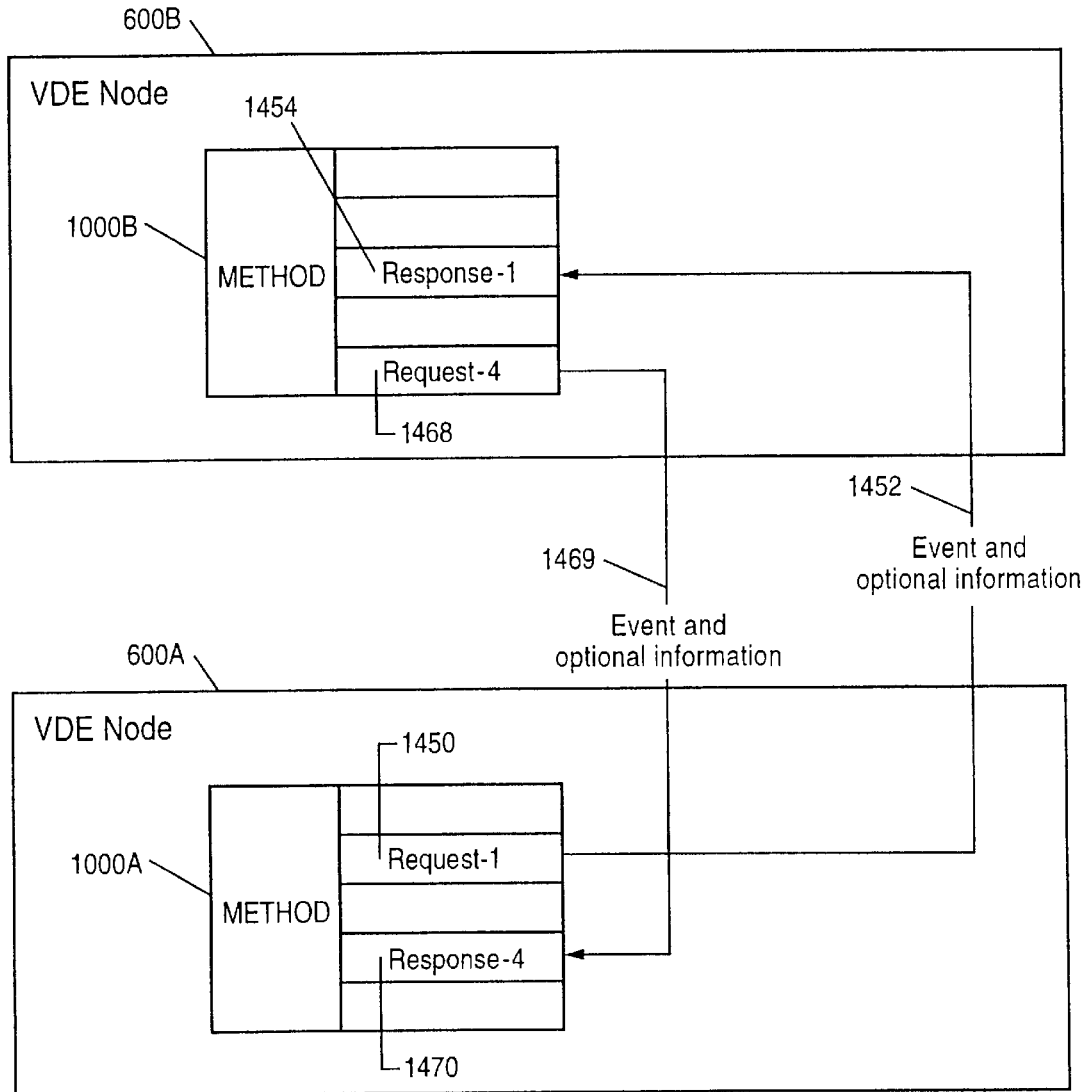 600B
VDE Node
1454
1000B
METHOD
Response-1
Request-4
1468
1452
Event and
optional information
1469
Event and
optional information
600A
VDE Node
1450
1000A
METHOD
Request-1
Response-4
1470